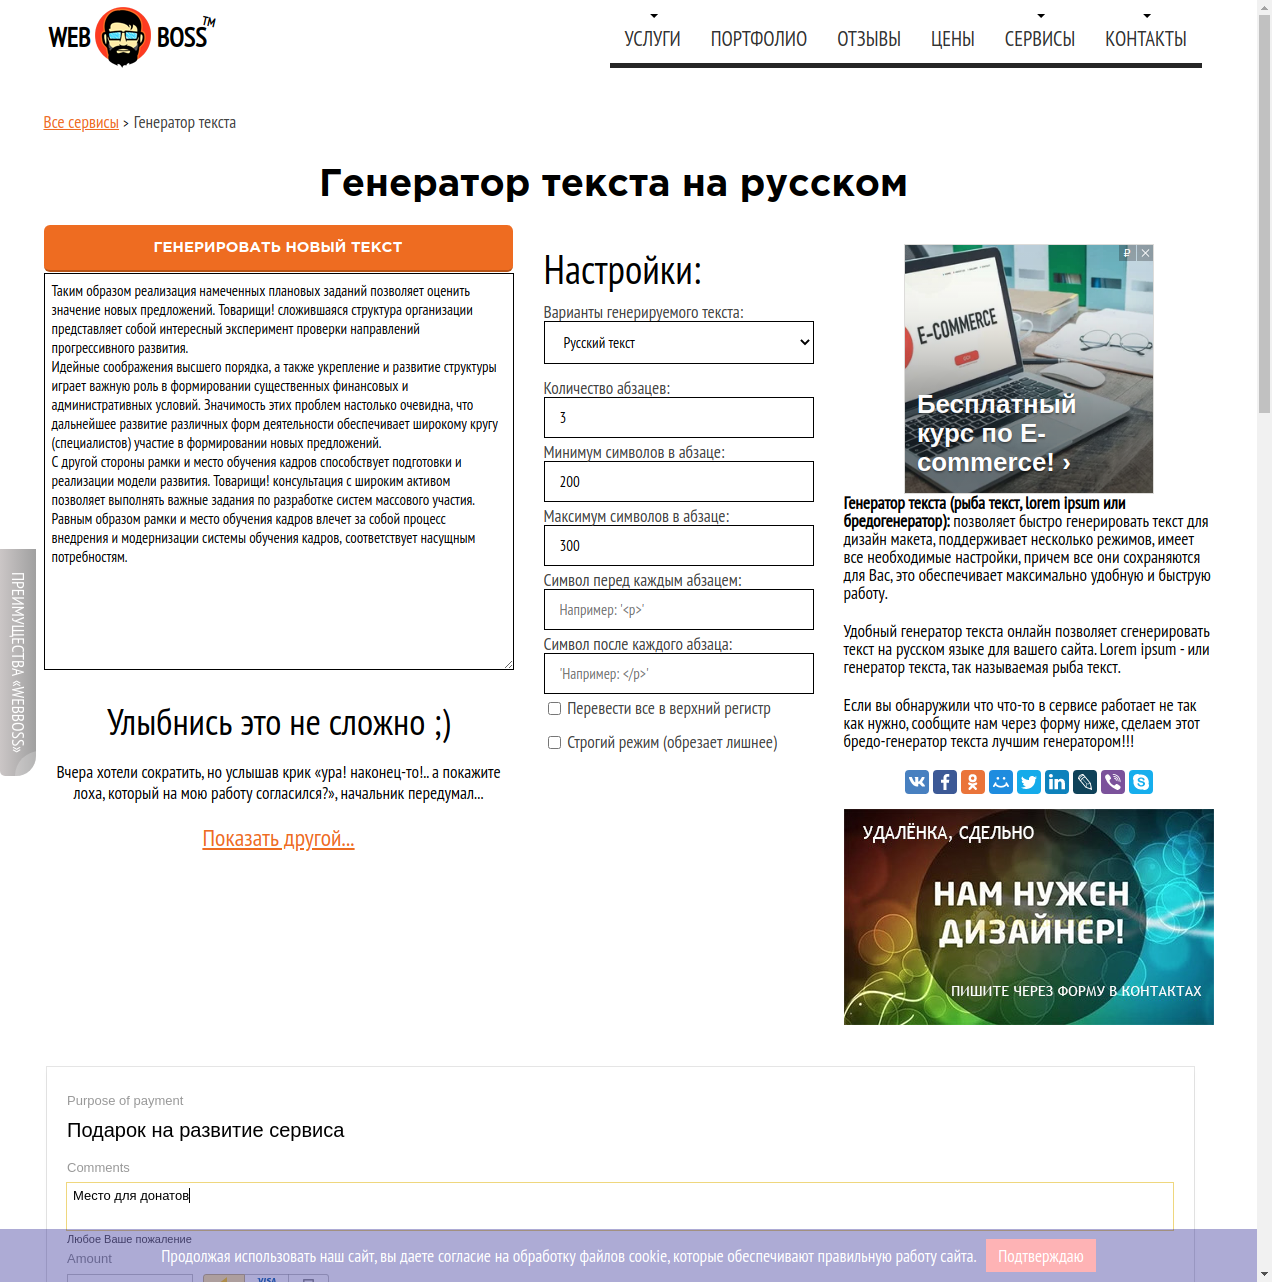 WEB BOSS™
УСЛУГИ ПОРТФОЛИО ОТЗЫВЫ ЦЕНЫ СЕРВИСЫ КОНТАКТЫ
Все сервисы > Генератор текста
Генератор текста на русском
ГЕНЕРИРОВАТЬ НОВЫЙ ТЕКСТ
Таким образом реализация намеченных плановых заданий позволяет оценить
значение новых предложений. Товарищи! сложившаяся структура организации
представляет собой интересный эксперимент проверки направлений
прогрессивного развития.
Идейные соображения высшего порядка, а также укрепление и развитие структуры
играет важную роль в формировании существенных финансовых и
административных условий. Значимость этих проблем настолько очевидна, что
дальнейшее развитие различных форм деятельности обеспечивает широкому кругу
(специалистов) участие в формировании новых предложений.
С другой стороны рамки и место обучения кадров способствует подготовки и
реализации модели развития. Товарищи! консультация с широким активом
позволяет выполнять важные задания по разработке систем массового участия.
Равным образом рамки и место обучения кадров влечет за собой процесс
внедрения и модернизации системы обучения кадров, соответствует насущным
потребностям.
ПРЕИМУЩЕСТВА «WEBBOSS»
Улыбнись это не сложно ;)
Вчера хотели сократить, но услышав крик «ура! наконец-то!.. а покажите
лоха, который на мою работу согласился?», начальник передумал...
Показать другой...
Настройки:
Варианты генерируемого текста:
Русский текст
Количество абзацев:
3
Минимум символов в абзаце:
200
Максимум символов в абзаце:
300
Символ перед каждым абзацем:
Например: '<p>'
Символ после каждого абзаца:
'Например: </p>'
Перевести все в верхний регистр
Строгий режим (обрезает лишнее)
E-COMMERCE
Бесплатный
курс по E-
commerce! ›
Генератор текста (рыба текст, lorem ipsum или
бредогенератор): позволяет быстро генерировать текст для
дизайн макета, поддерживает несколько режимов, имеет
все необходимые настройки, причем все они сохраняются
для Вас, это обеспечивает максимально удобную и быструю
работу.
Удобный генератор текста онлайн позволяет сгенерировать
текст на русском языке для вашего сайта. Lorem ipsum - или
генератор текста, так называемая рыба текст.
Если вы обнаружили что что-то в сервисе работает не так
как нужно, сообщите нам через форму ниже, сделаем этот
бредо-генератор текста лучшим генератором!!!
УДАЛЁНКА, СДЕЛЬНО
НАМ НУЖЕН
ДИЗАЙНЕР!
ПИШИТЕ ЧЕРЕЗ ФОРМУ В КОНТАКТАХ
Purpose of payment
Подарок на развитие сервиса
Comments
Место для донатов
Любое Ваше пожалание
Amount
VISA
Продолжая использовать наш сайт, вы даете согласие на обработку файлов cookie, которые обеспечивают правильную работу сайта. Подтверждаю